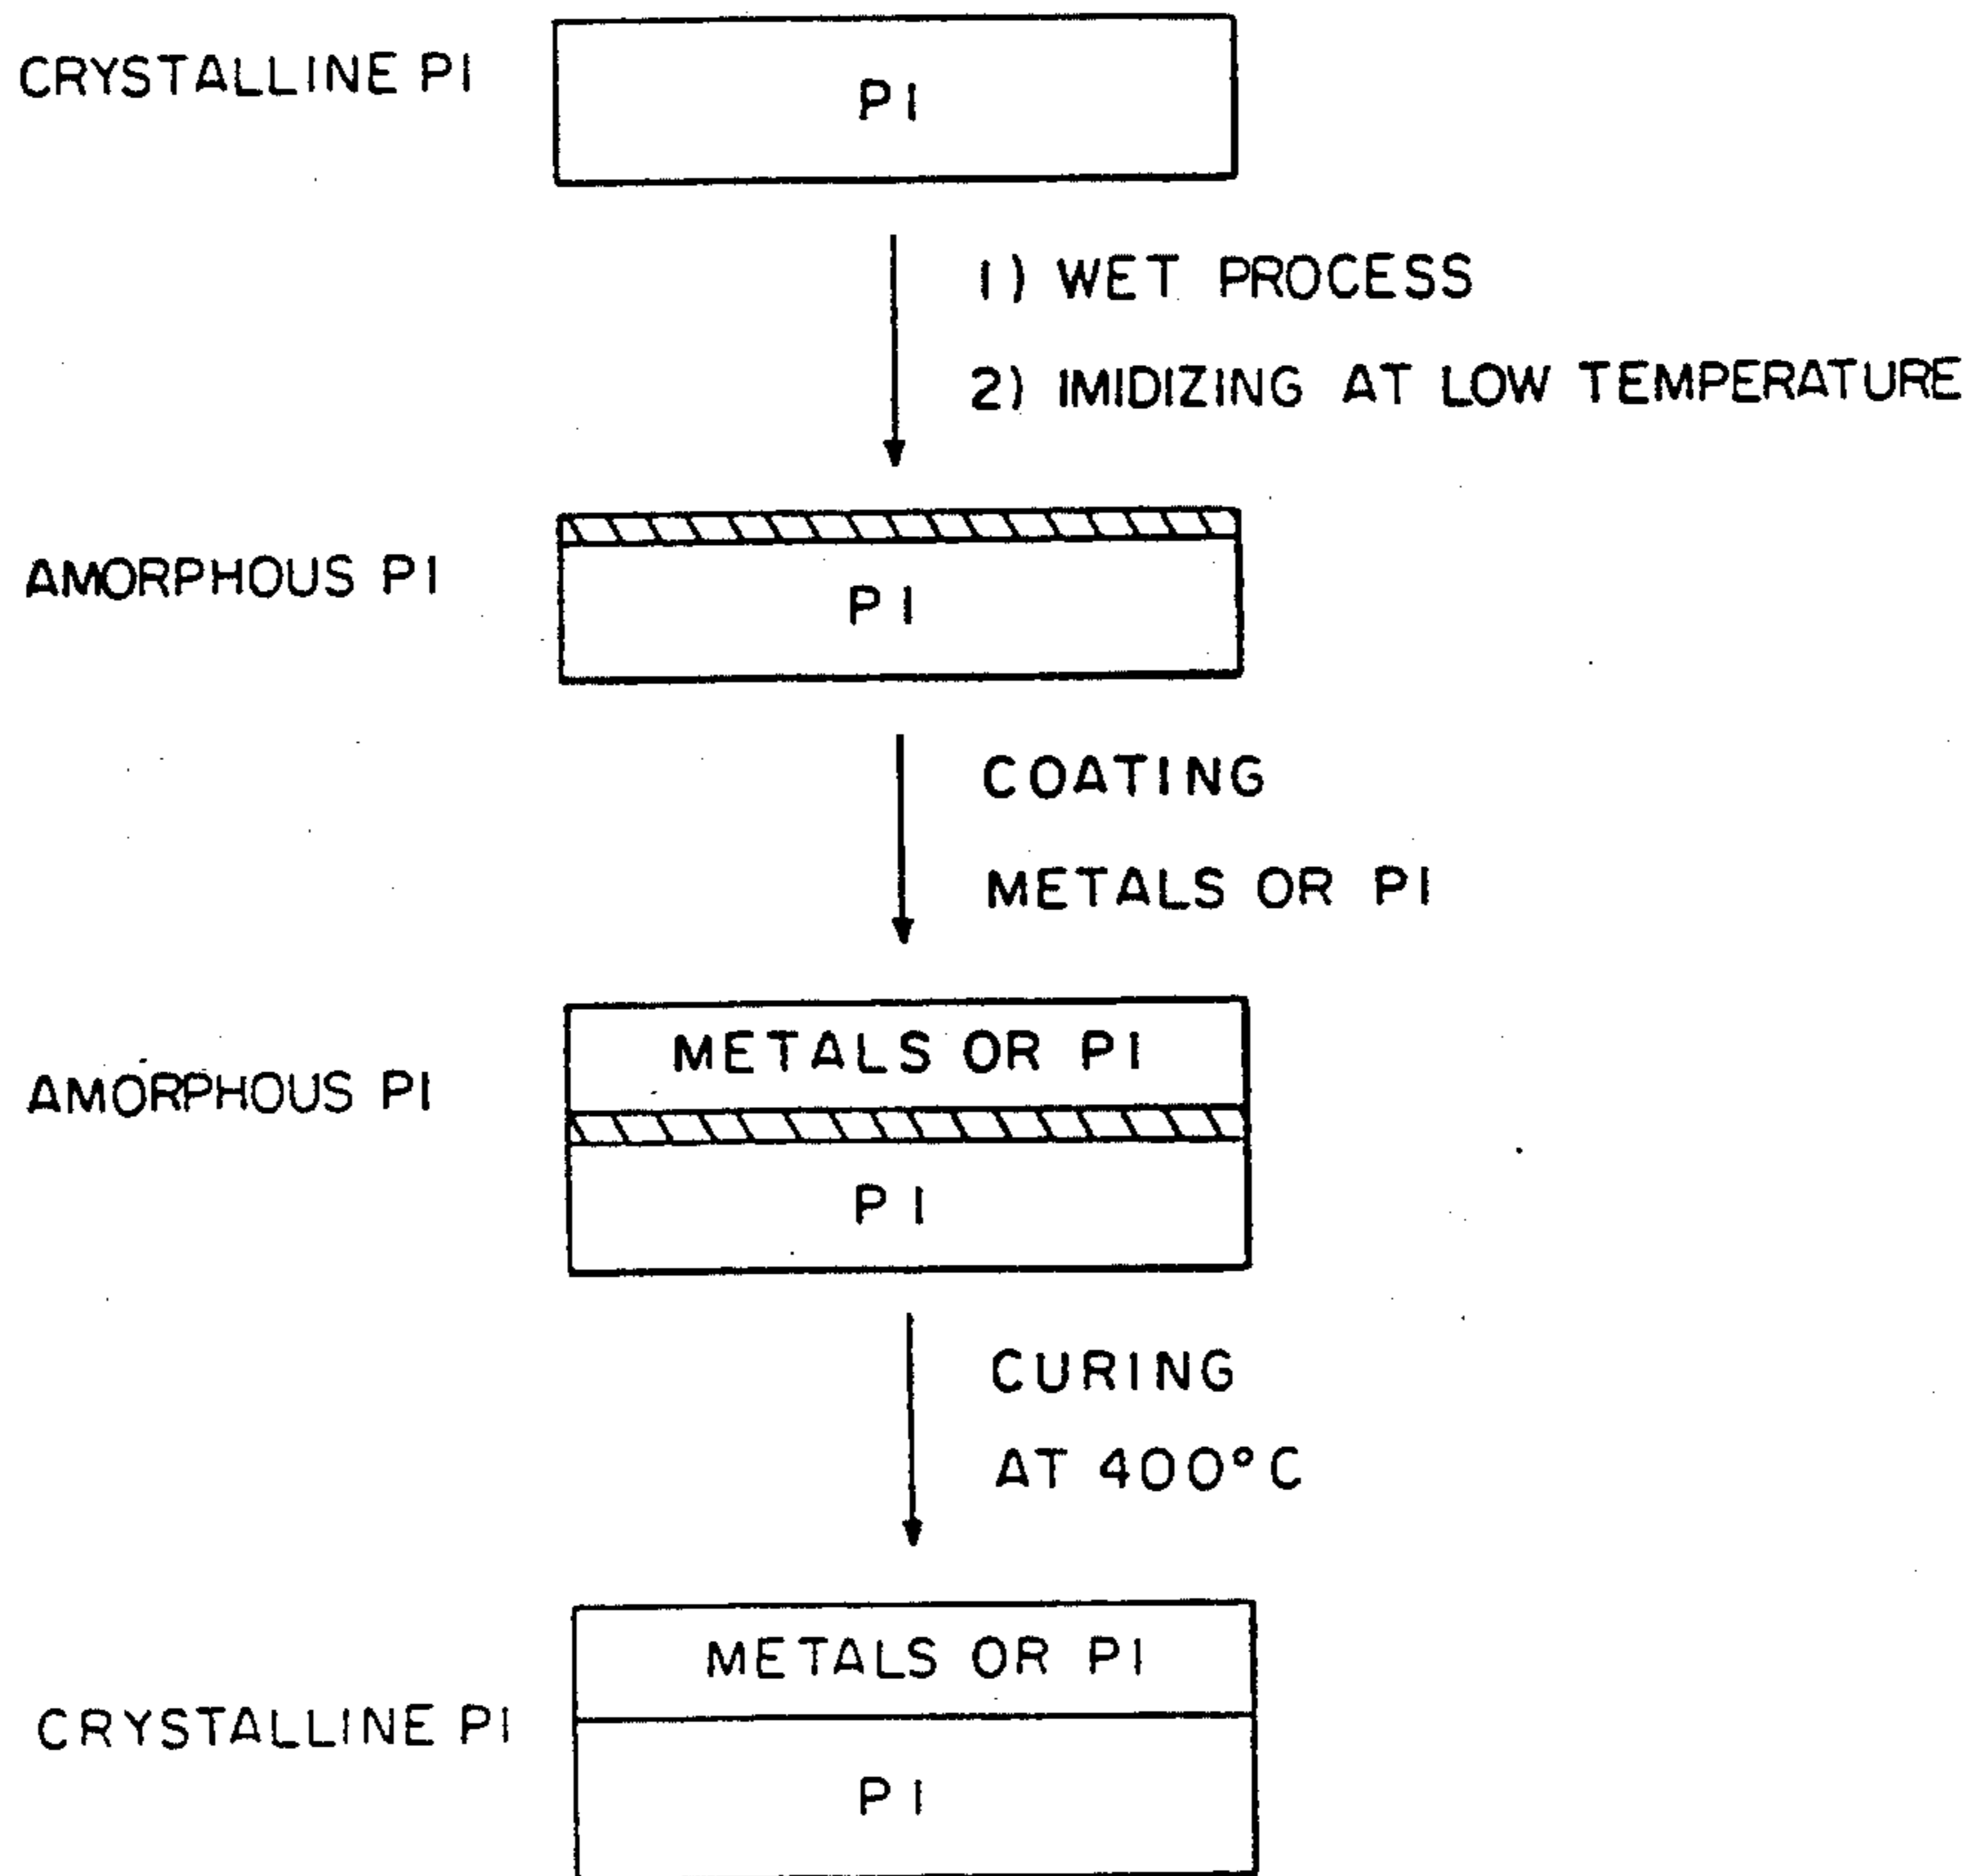 CRYSTALLINE PI
PI
1) WET PROCESS
2) IMIDIZING AT LOW TEMPERATURE
AMORPHOUS PI
PI
COATING
METALS OR PI
METALS OR PI
AMORPHOUS PI
PI
CURING
AT 400°C
METALS OR PI
CRYSTALLINE PI
PI